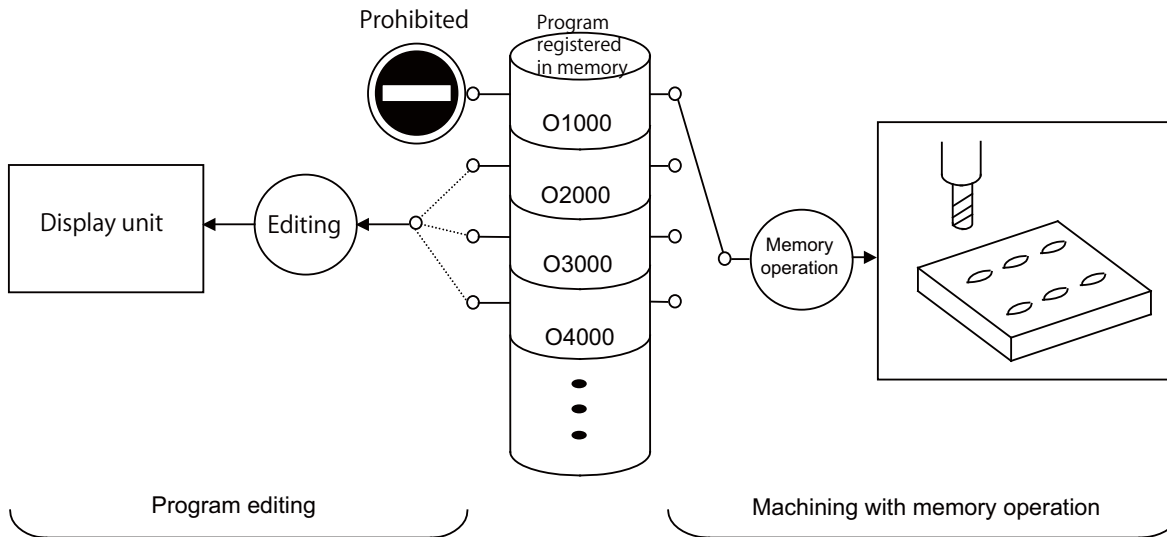 Prohibited
Program
registered
in memory
O1000
O2000
O3000
O4000
Display unit
Editing
Memory
operation
Program editing
Machining with memory operation